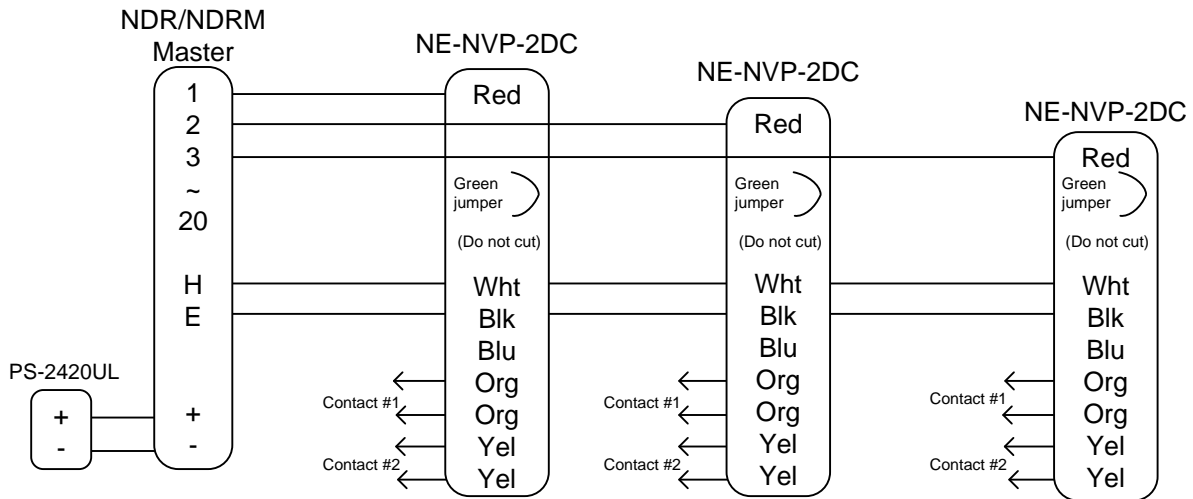 NDR/NDRM
Master
1
2
3
~
20
H
E
+
-
PS-2420UL
+
-
NE-NVP-2DC
Red
Green
jumper
(Do not cut)
Wht
Blk
Blu
Org
Org
Yel
Yel
Contact #1
Contact #2
NE-NVP-2DC
Red
Green
jumper
(Do not cut)
Wht
Blk
Blu
Org
Org
Yel
Yel
Contact #1
Contact #2
NE-NVP-2DC
Red
Green
jumper
(Do not cut)
Wht
Blk
Blu
Org
Org
Yel
Yel
Contact #1
Contact #2